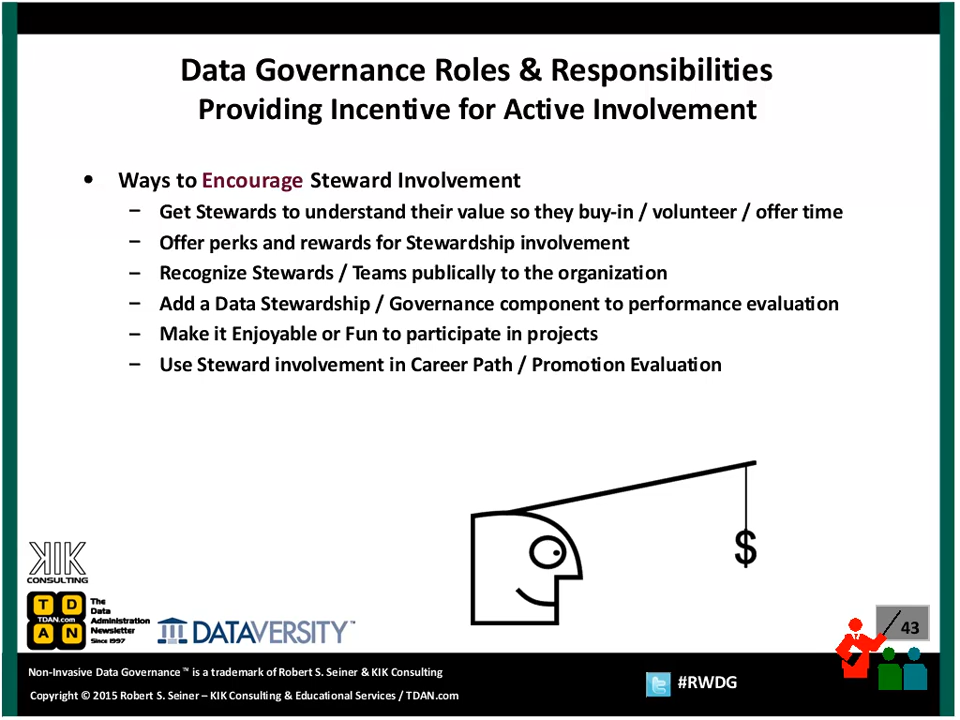 Data Governance Roles & Responsibilities
Providing Incentive for Active Involvement
• Ways to Encourage Steward Involvement
– Get Stewards to understand their value so they buy-in / volunteer / offer time
– Offer perks and rewards for Stewardship involvement
– Recognize Stewards / Teams publically to the organization
– Add a Data Stewardship / Governance component to performance evaluation
– Make it Enjoyable or Fun to participate in projects
– Use Steward involvement in Career Path / Promotion Evaluation
$
KIK
CONSULTING
T D
TDAN.com
A N
The
Data
Administration
Newsletter
Since 1997
DATAVERSITY™
43
Non-Invasive Data Governance™ is a trademark of Robert S. Seiner & KIK Consulting
Copyright © 2015 Robert S. Seiner – KIK Consulting & Educational Services / TDAN.com
#RWDG